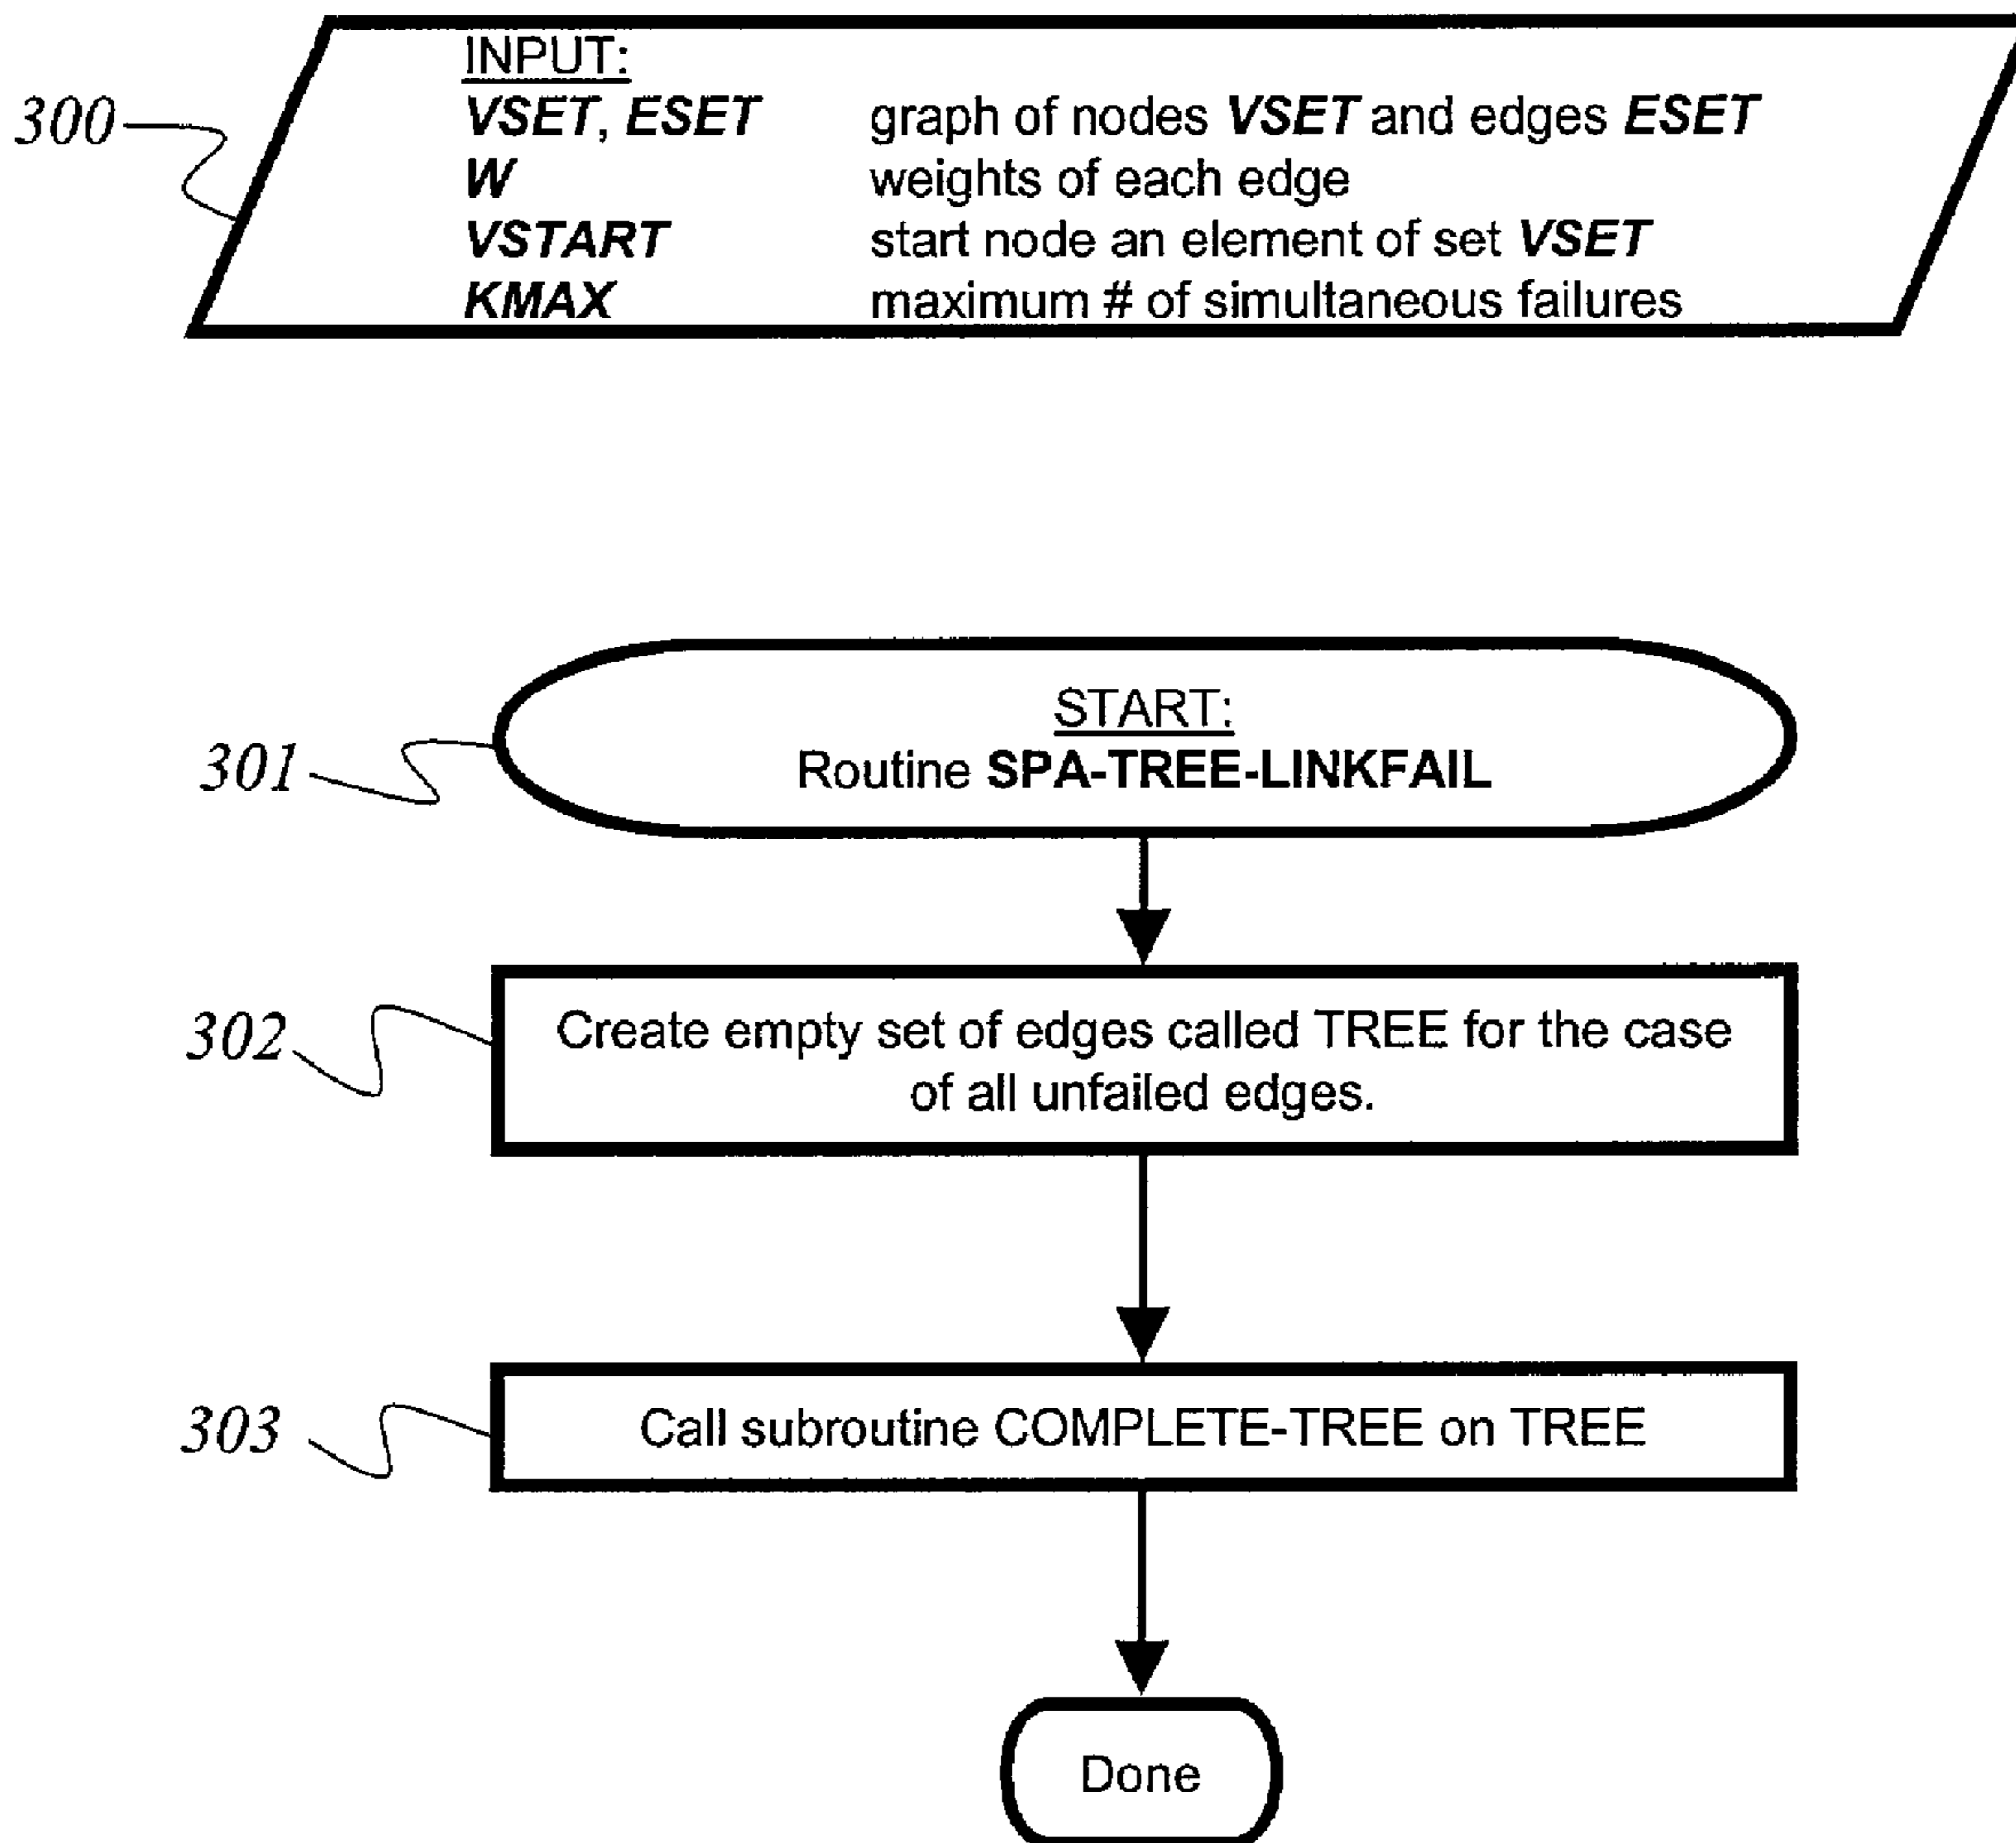 INPUT:
300
VSET, ESET graph of nodes VSET and edges ESET
W weights of each edge
VSTART start node an element of set VSET
KMAX maximum # of simultaneous failures
START:
301
Routine SPA-TREE-LINKFAIL
302
Create empty set of edges called TREE for the case
of all unfailed edges.
303
Call subroutine COMPLETE-TREE on TREE
Done